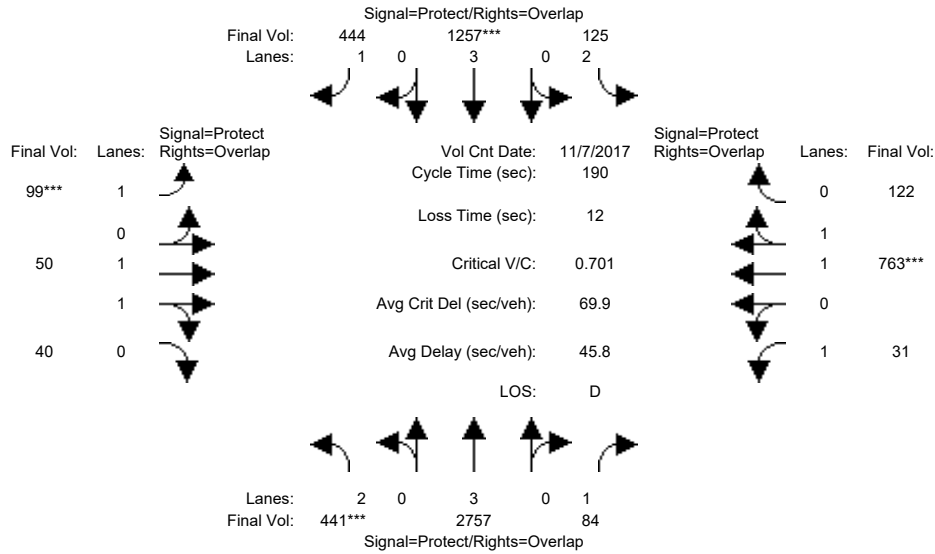 Signal=Protect/Rights=Overlap
Final Vol: 444 1257*** 125
Lanes: 1 0 3 0 2
Signal=Protect Signal=Protect
Final Vol: Lanes: Rights=Overlap Vol Cnt Date: 11/7/2017 Rights=Overlap Lanes: Final Vol:
Cycle Time (sec): 190
99*** 1 0 122
Loss Time (sec): 12
0 1
50 1 Critical V/C: 0.701 1 763***
1 Avg Crit Del (sec/veh): 69.9 0
40 0 Avg Delay (sec/veh): 45.8 1 31
LOS: D
Lanes: 2 0 3 0 1
Final Vol: 441*** 2757 84
Signal=Protect/Rights=Overlap